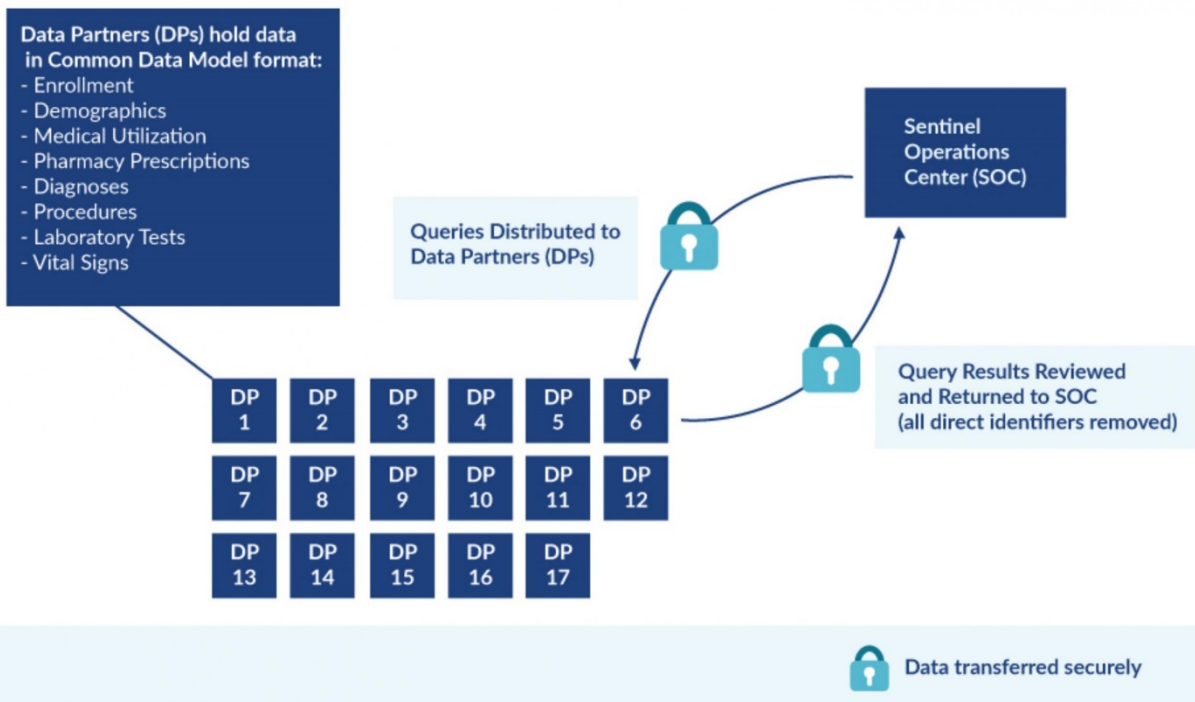 Data Partners (DPs) hold data
in Common Data Model format:
- Enrollment
- Demographics
- Medical Utilization
- Pharmacy Prescriptions
- Diagnoses
- Procedures
- Laboratory Tests
- Vital Signs
Sentinel
Operations
Center (SOC)
Queries Distributed to
Data Partners (DPs)
Query Results Reviewed
and Returned to SOC
(all direct identifiers removed)
DP
1
DP
2
DP
3
DP
4
DP
5
DP
6
DP
7
DP
8
DP
9
DP
10
DP
11
DP
12
DP
13
DP
14
DP
15
DP
16
DP
17
Data transferred securely